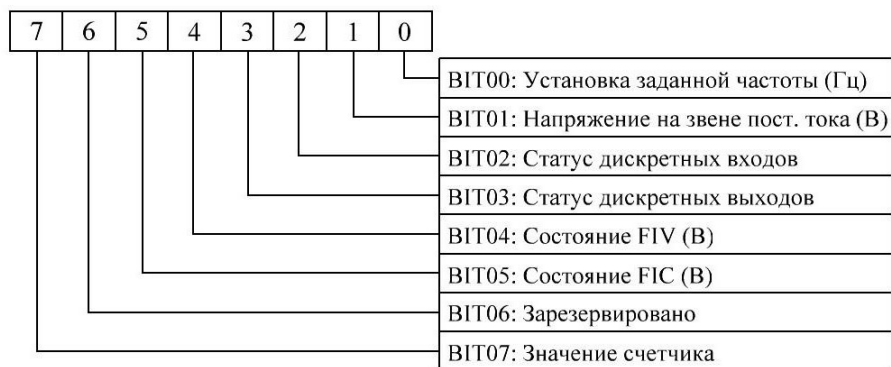 7 6 5 4 3 2 1 0
BIT00: Установка заданной частоты (Гц)
BIT01: Напряжение на звене пост. тока (В)
BIT02: Статус дискретных входов
BIT03: Статус дискретных выходов
BIT04: Состояние FIV (В)
BIT05: Состояние FIC (В)
BIT06: Зарезервировано
BIT07: Значение счетчика